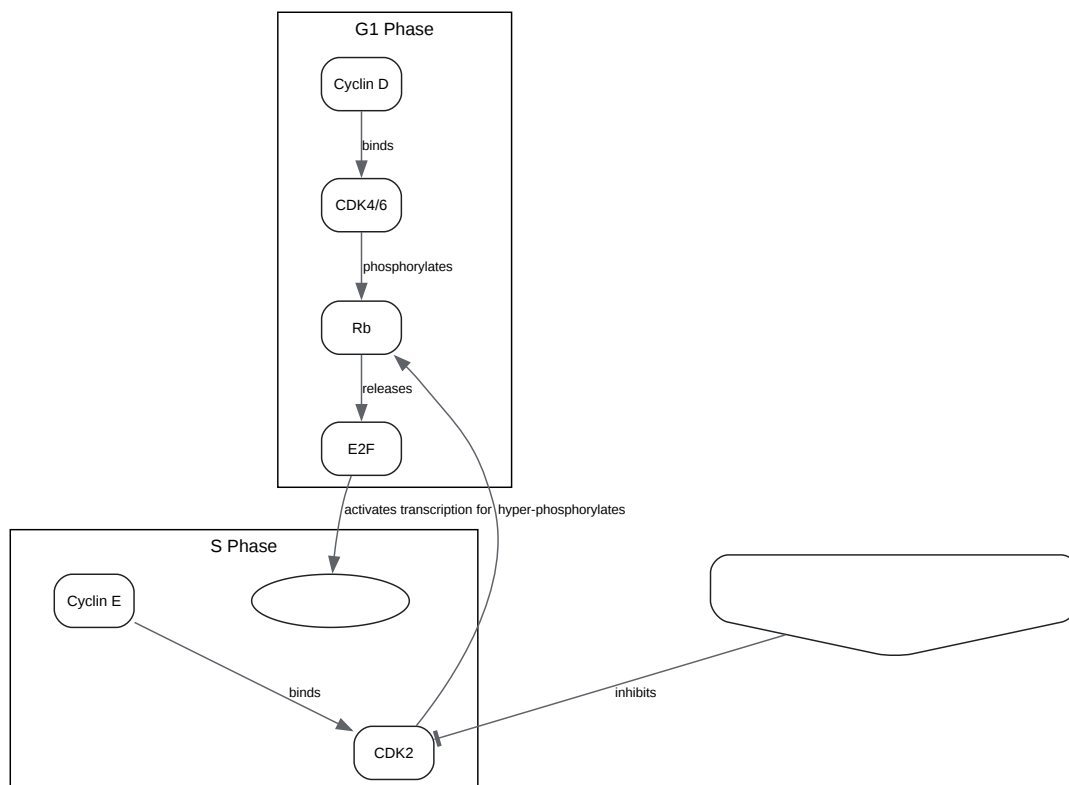 G1 Phase
Cyclin D
binds
CDK4/6
phosphorylates
Rb
releases
E2F
activates transcription for
hyper-phosphorylates
S Phase
Cyclin E
binds
inhibits
CDK2